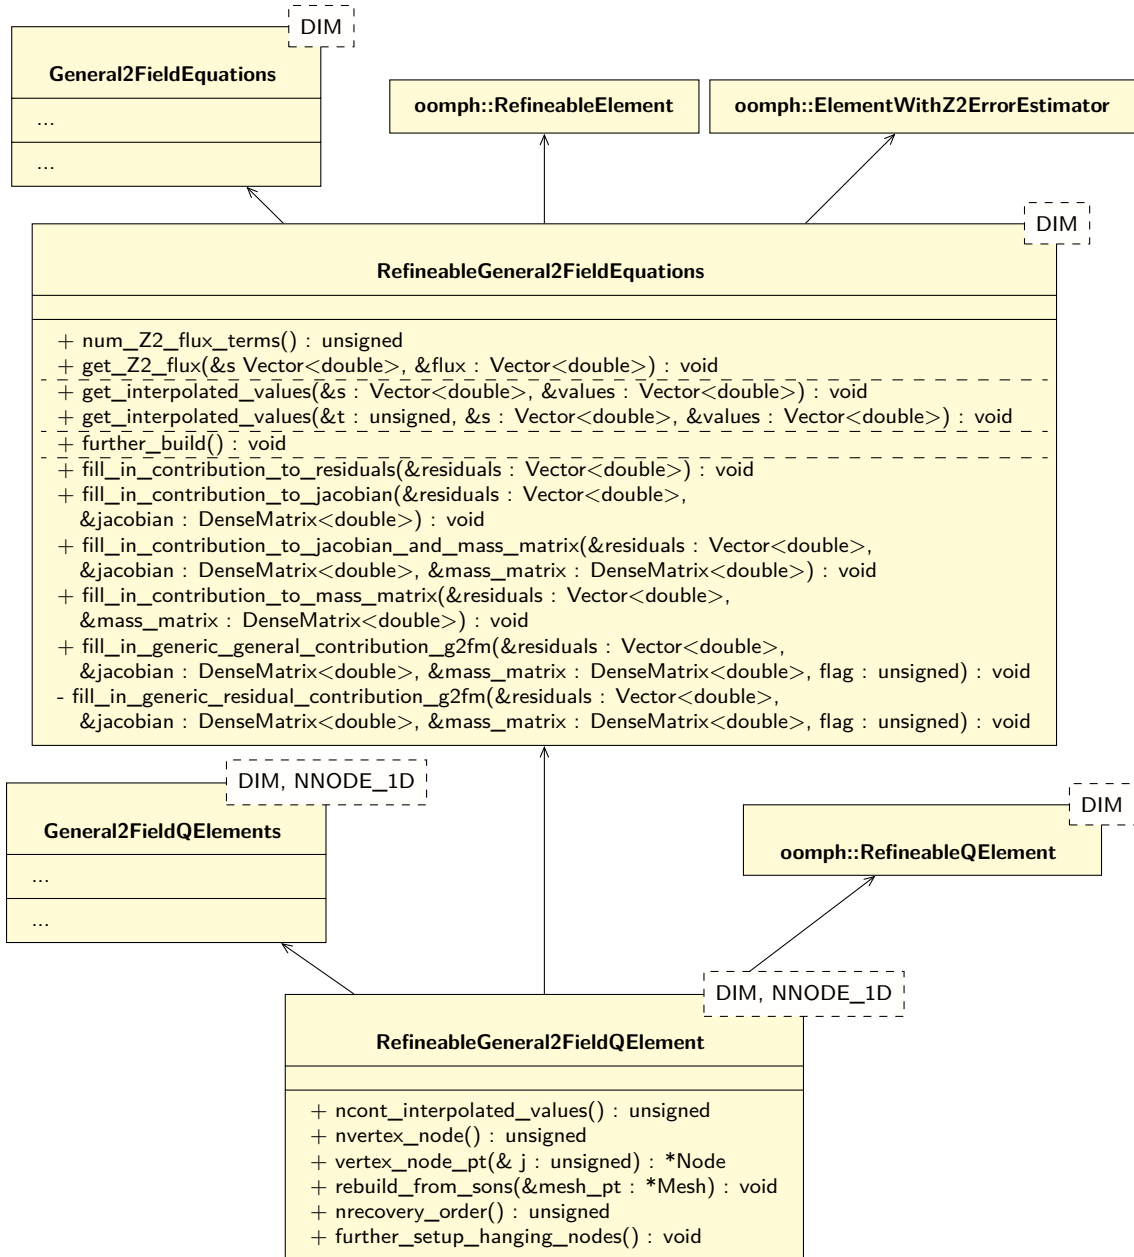 DIM
General2FieldEquations
...
...
oomph::RefineableElement
oomph::ElementWithZ2ErrorEstimator
DIM
RefineableGeneral2FieldEquations
+ num_Z2_flux_terms() : unsigned
+ get_Z2_flux(&s Vector<double>, &flux : Vector<double>) : void
+ get_interpolated_values(&s : Vector<double>, &values : Vector<double>) : void
+ get_interpolated_values(&t : unsigned, &s : Vector<double>, &values : Vector<double>) : void
+ further_build() : void
+ fill_in_contribution_to_residuals(&residuals : Vector<double>) : void
+ fill_in_contribution_to_jacobian(&residuals : Vector<double>,
&jacobian : DenseMatrix<double>) : void
+ fill_in_contribution_to_jacobian_and_mass_matrix(&residuals : Vector<double>,
&jacobian : DenseMatrix<double>, &mass_matrix : DenseMatrix<double>) : void
+ fill_in_contribution_to_mass_matrix(&residuals : Vector<double>,
&mass_matrix : DenseMatrix<double>) : void
+ fill_in_generic_general_contribution_g2fm(&residuals : Vector<double>,
&jacobian : DenseMatrix<double>, &mass_matrix : DenseMatrix<double>, flag : unsigned) : void
- fill_in_generic_residual_contribution_g2fm(&residuals : Vector<double>,
&jacobian : DenseMatrix<double>, &mass_matrix : DenseMatrix<double>, flag : unsigned) : void
DIM, NNODE_1D
General2FieldQElements
...
...
DIM
oomph::RefineableQElement
DIM, NNODE_1D
RefineableGeneral2FieldQElement
+ ncont_interpolated_values() : unsigned
+ nvertex_node() : unsigned
+ vertex_node_pt(& j : unsigned) : *Node
+ rebuild_from_sons(&mesh_pt : *Mesh) : void
+ nrecovery_order() : unsigned
+ further_setup_hanging_nodes() : void